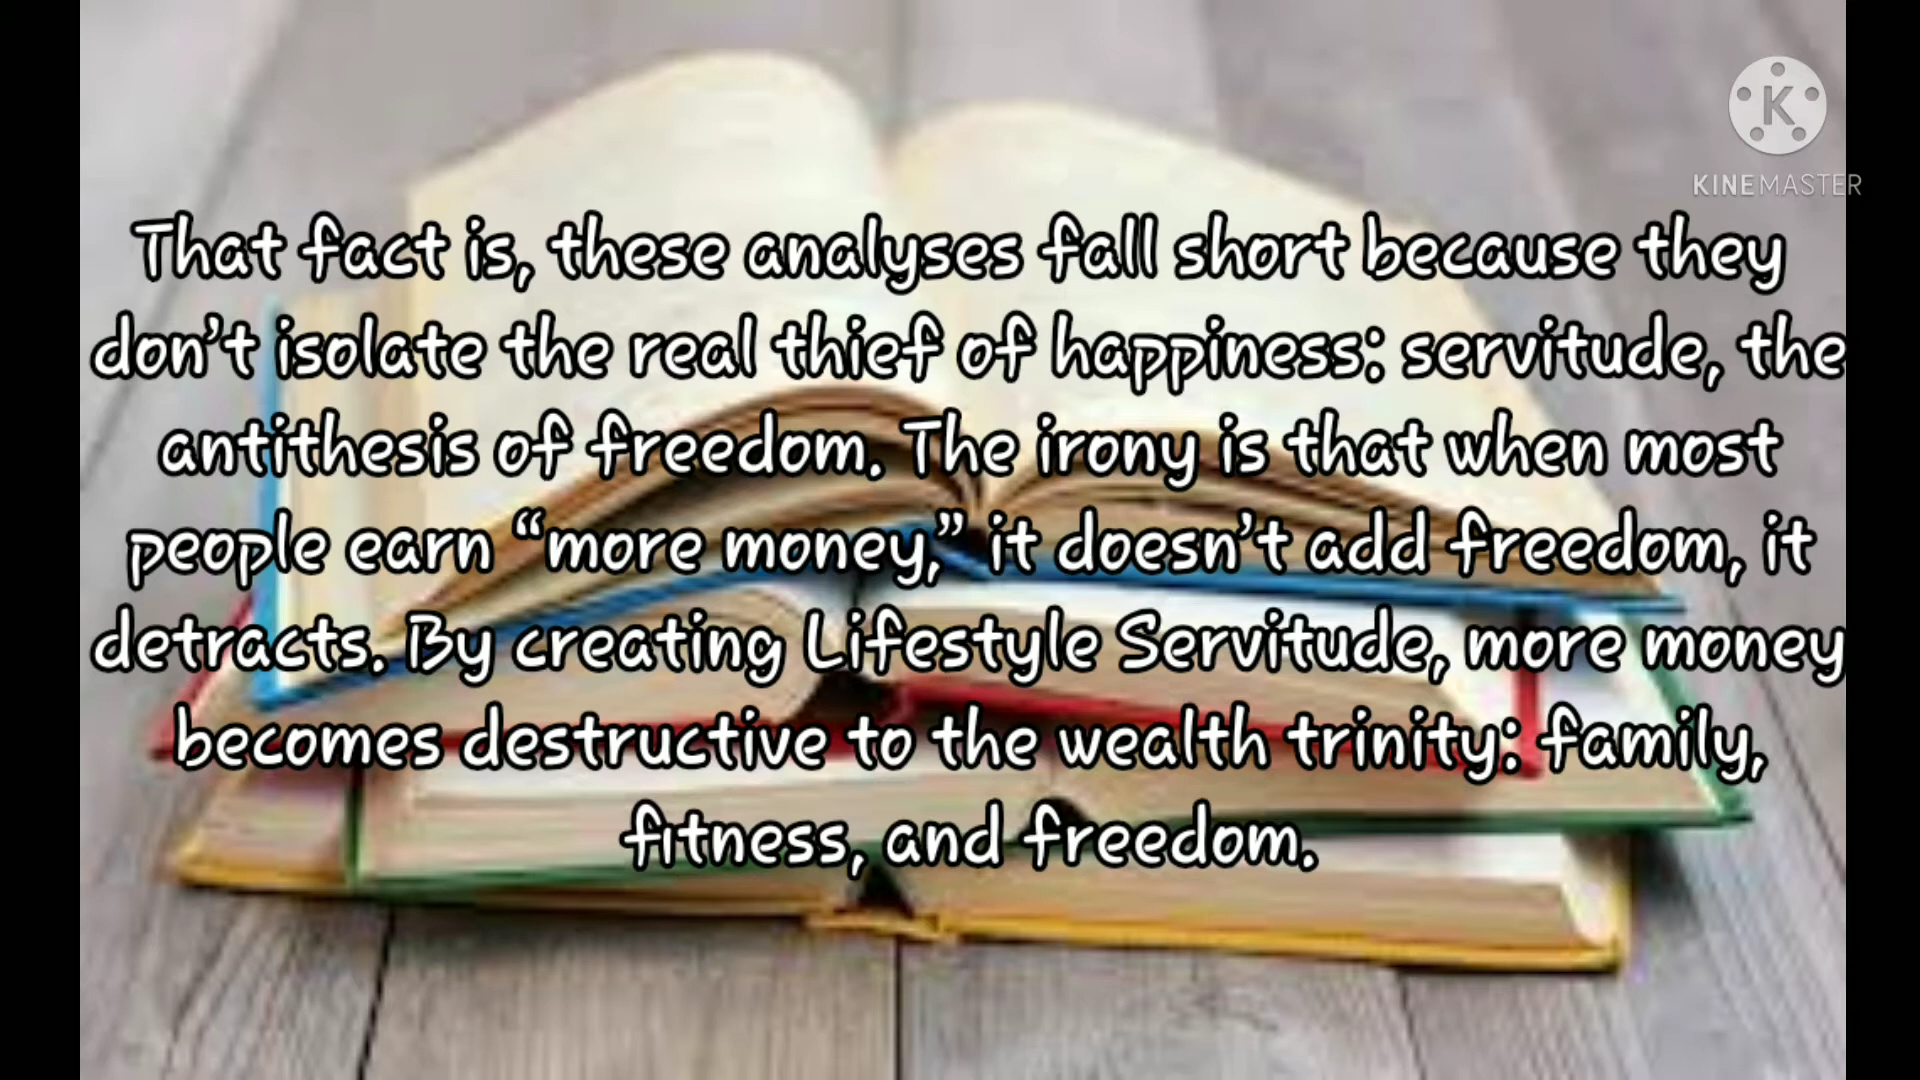 K
KINEMASTER
That fact is, these analyses fall short because they
don’t isolate the real thief of happiness: servitude, the
antithesis of freedom. The irony is that when most
people earn “more money,” it doesn’t add freedom, it
detracts. By creating Lifestyle Servitude, more money
becomes destructive to the wealth trinity: family,
fitness, and freedom.